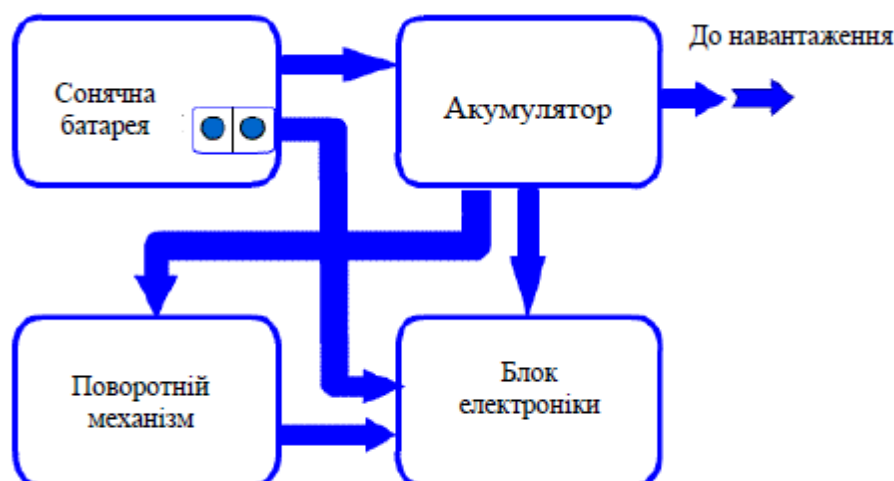 До навантаження
Сонячна
батарея
Акумулятор
Поворотній
механізм
Блок
електроніки